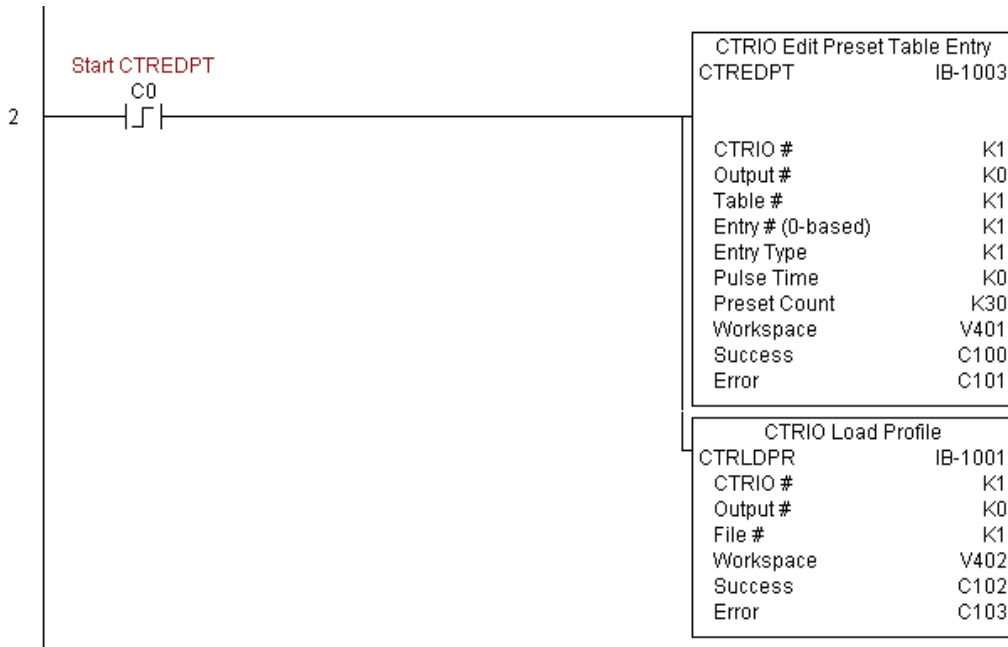 Start CTREDPT
C0
2
CTRIO Edit Preset Table Entry
CTREDPT IB-1003
CTRIO # K1
Output # K0
Table # K1
Entry # (0-based) K1
Entry Type K1
Pulse Time K0
Preset Count K30
Workspace V401
Success C100
Error C101
CTRIO Load Profile
CTRLDPR IB-1001
CTRIO # K1
Output # K0
File # K1
Workspace V402
Success C102
Error C103